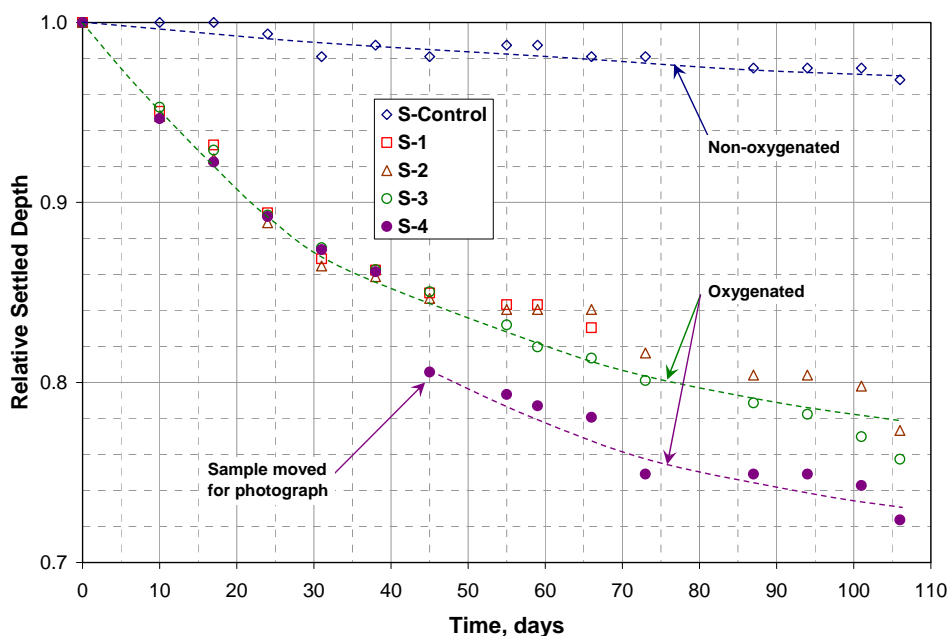 1.0
0.9
0.8
0.7
Relative Settled Depth
S-Control
S-1
S-2
S-3
S-4
Non-oxygenated
Oxygenated
Sample moved
for photograph
0 10 20 30 40 50 60 70 80 90 100 110
Time, days